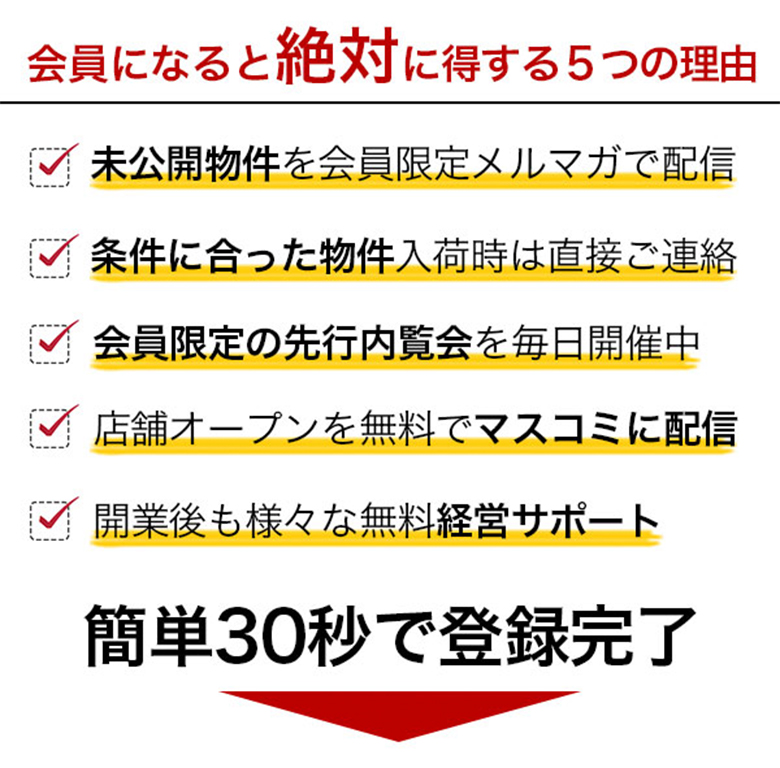 会員になると絶対に得する5つの理由
未公開物件を会員限定メルマガで配信
条件に合った物件入荷時は直接ご連絡
会員限定の先行内覧会を毎日開催中
店舗オープンを無料でマスコミに配信
開業後も様々な無料経営サポート
簡単30秒で登録完了